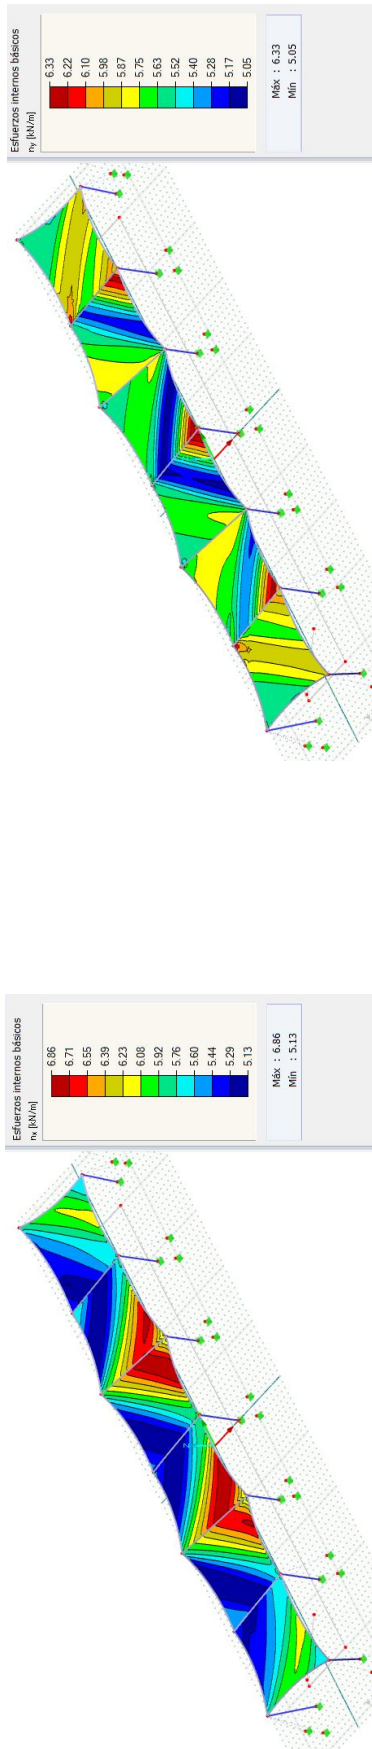 Esfuerzos internos básicos
ny [kN/m]
6.33
6.22
6.10
5.98
5.87
5.75
5.63
5.52
5.40
5.28
5.17
5.05
Máx : 6.33
Mín : 5.05
Esfuerzos internos básicos
nx [kN/m]
6.86
6.71
6.55
6.39
6.23
6.08
5.92
5.76
5.60
5.44
5.29
5.13
Máx : 6.86
Mín : 5.13
Z